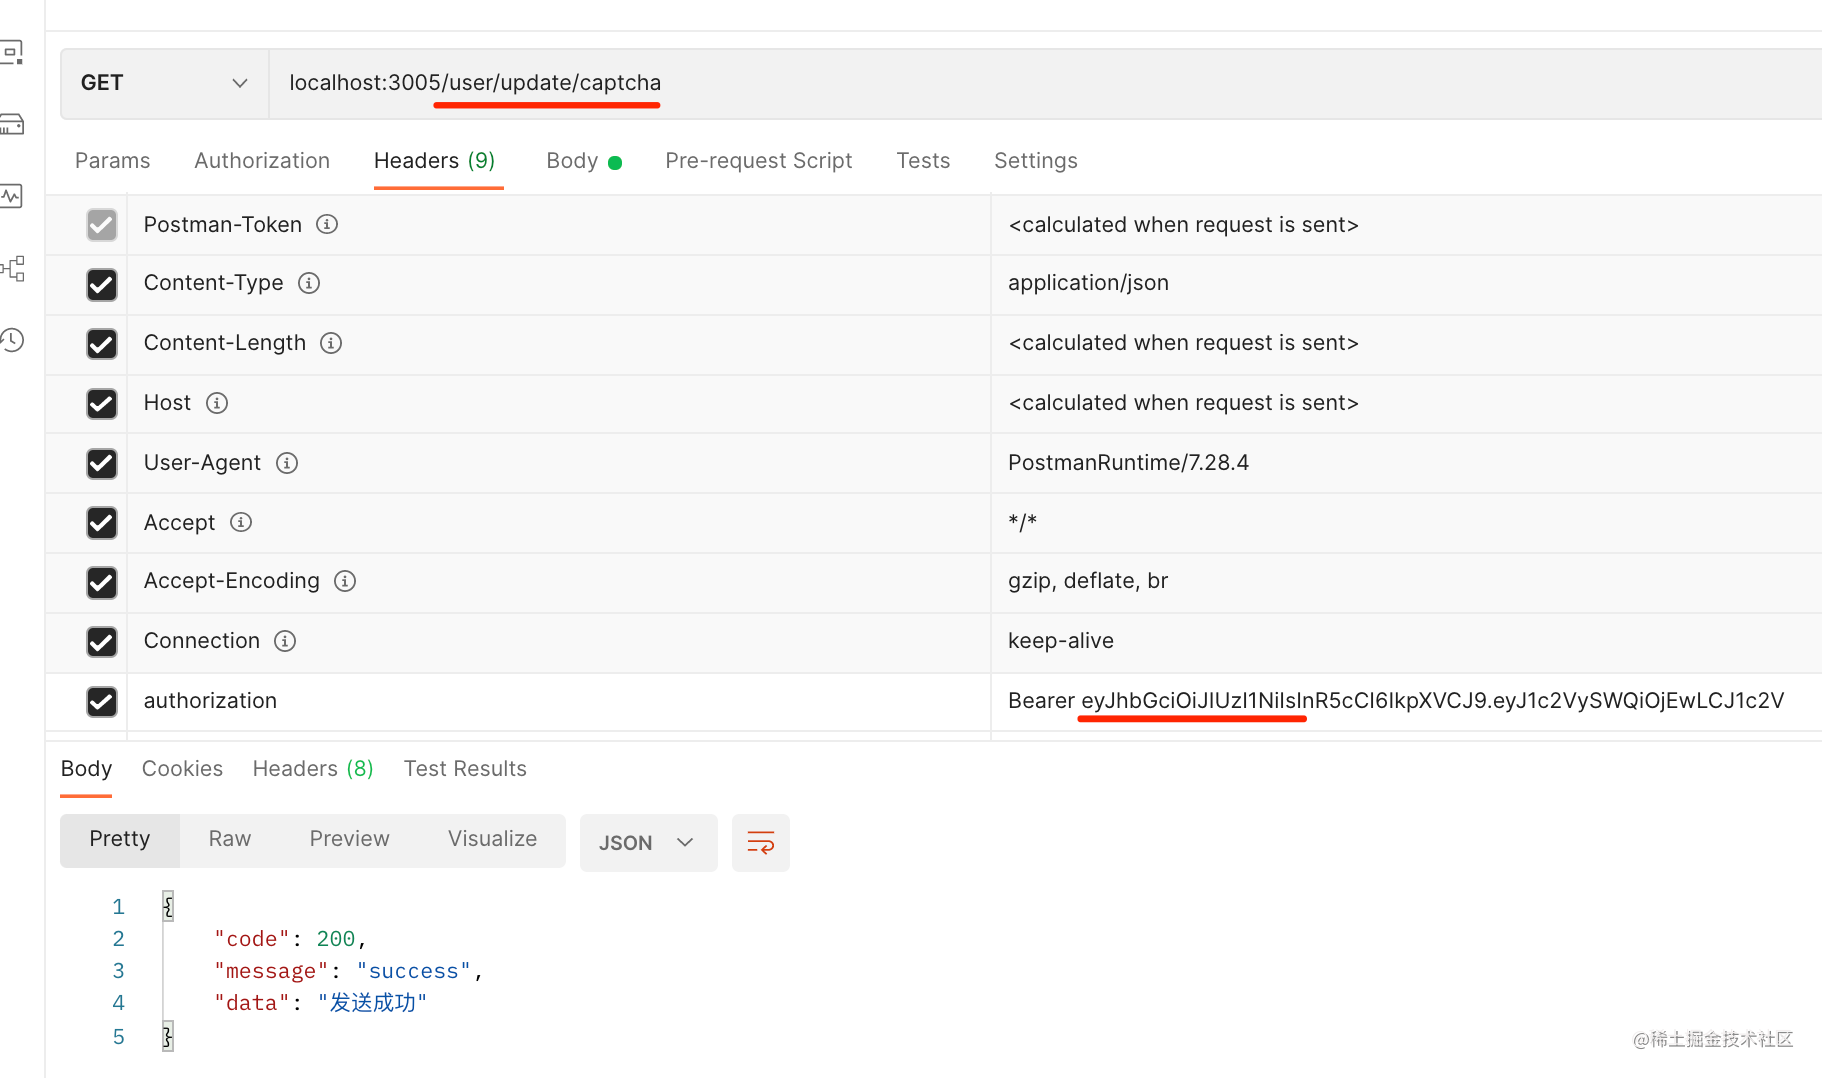 GET localhost:3005/user/update/captcha
Params Authorization Headers (9) Body Pre-request Script Tests Settings
Postman-Token <calculated when request is sent>
Content-Type application/json
Content-Length <calculated when request is sent>
Host <calculated when request is sent>
User-Agent PostmanRuntime/7.28.4
Accept */*
Accept-Encoding gzip, deflate, br
Connection keep-alive
authorization Bearer eyJhbGciOiJIUzI1NiIsInR5cCI6IkpXVCJ9.eyJ1c2VySWQiOjEwLCJ1c2V
Body Cookies Headers (8) Test Results
Pretty Raw Preview Visualize JSON
1 {
2 "code": 200,
3 "message": "success",
4 "data": "发送成功"
5 }
@稀土掘金技术社区